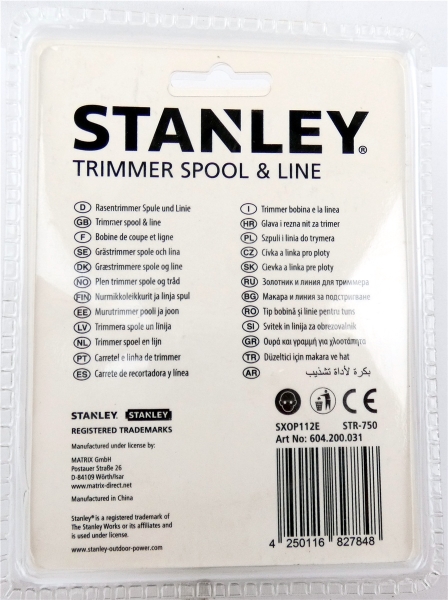 STANLEY®
TRIMMER SPOOL & LINE
D Rasentrimmer Spule und Linie
GB Trimmer spool & line
F Bobine de coupe et ligne
SE Grästrimmer spole och lina
DK Græstrimmere spole og line
NO Plen trimmer spole og tråd
FIN Nurmikkoleikkurit ja linja spul
EE Murutrimmer pooli ja joon
LV Trimmera spole un linija
NL Trimmer spoel en lijn
PT Carretel e linha de trimmer
ES Carrete de recortadora y línea
I Trimmer bobina e la linea
HR Glava i rezna nit za trimer
PL Szpuli i linia do trymera
CZ Cívka a linka pro ploty
SK Cievka a linke pre ploty
RU Золотник и линия для триммера
BG Макара и линия за подстригване
RO Tip bobină și linie pentru tuns
SI Svitek in linija za obrezovalnik
GR Ουρά και γραμμή για χλοοτάπητα
TR Düzeltici için makara ve hat
AR بكرة لأداة تشذيب
STANLEY STANLEY
REGISTERED TRADEMARKS
Manufactured under license by:
MATRIX GmbH
Postauer Straße 26
D-84109 Wörth/Isar
www.matrix-direct.net
Manufactured in China
Stanley® is a registered trademark of
The Stanley Works or its affiliates and
is used under license.
www.stanley-outdoor-power.com
CE
SXOP112E STR-750
Art No: 604.200.031
4 250116 827848